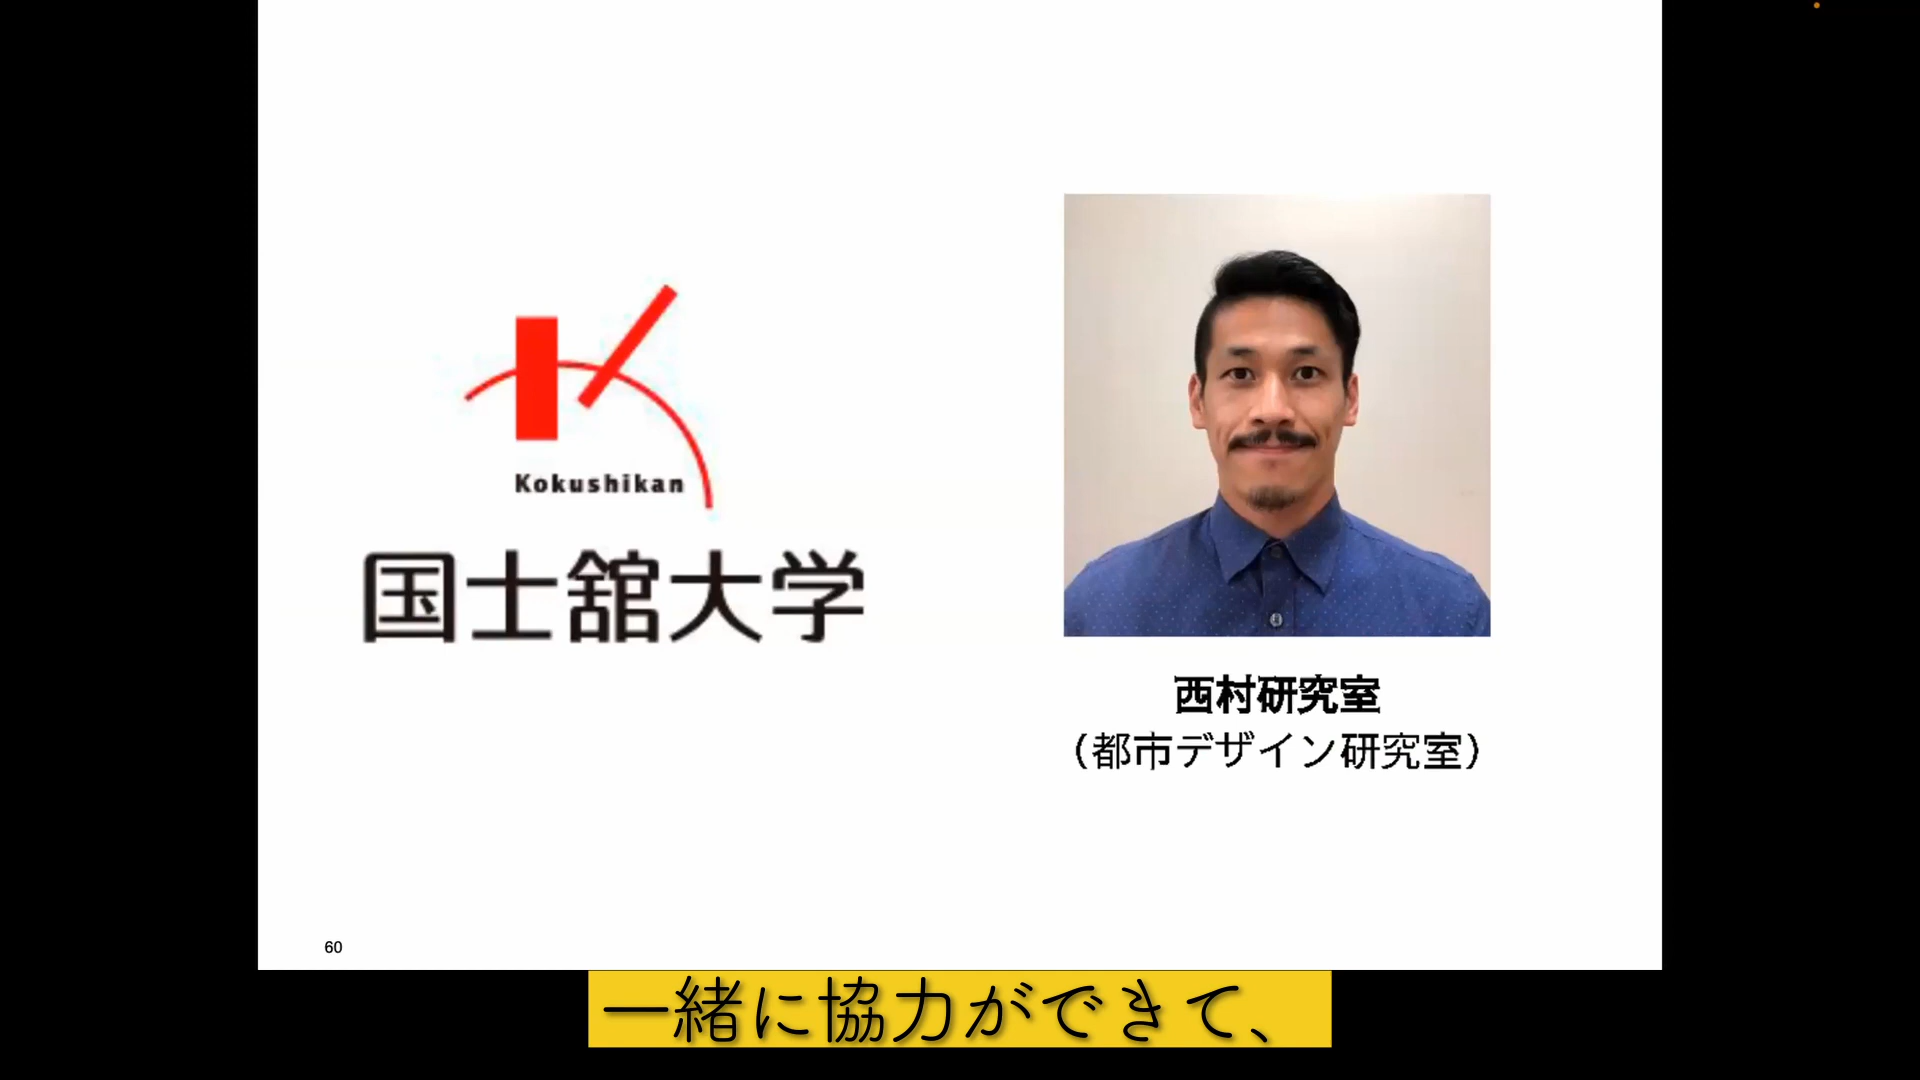 Kokushikan
国士舘大学
西村研究室
（都市デザイン研究室）
60
一緒に協力ができて、